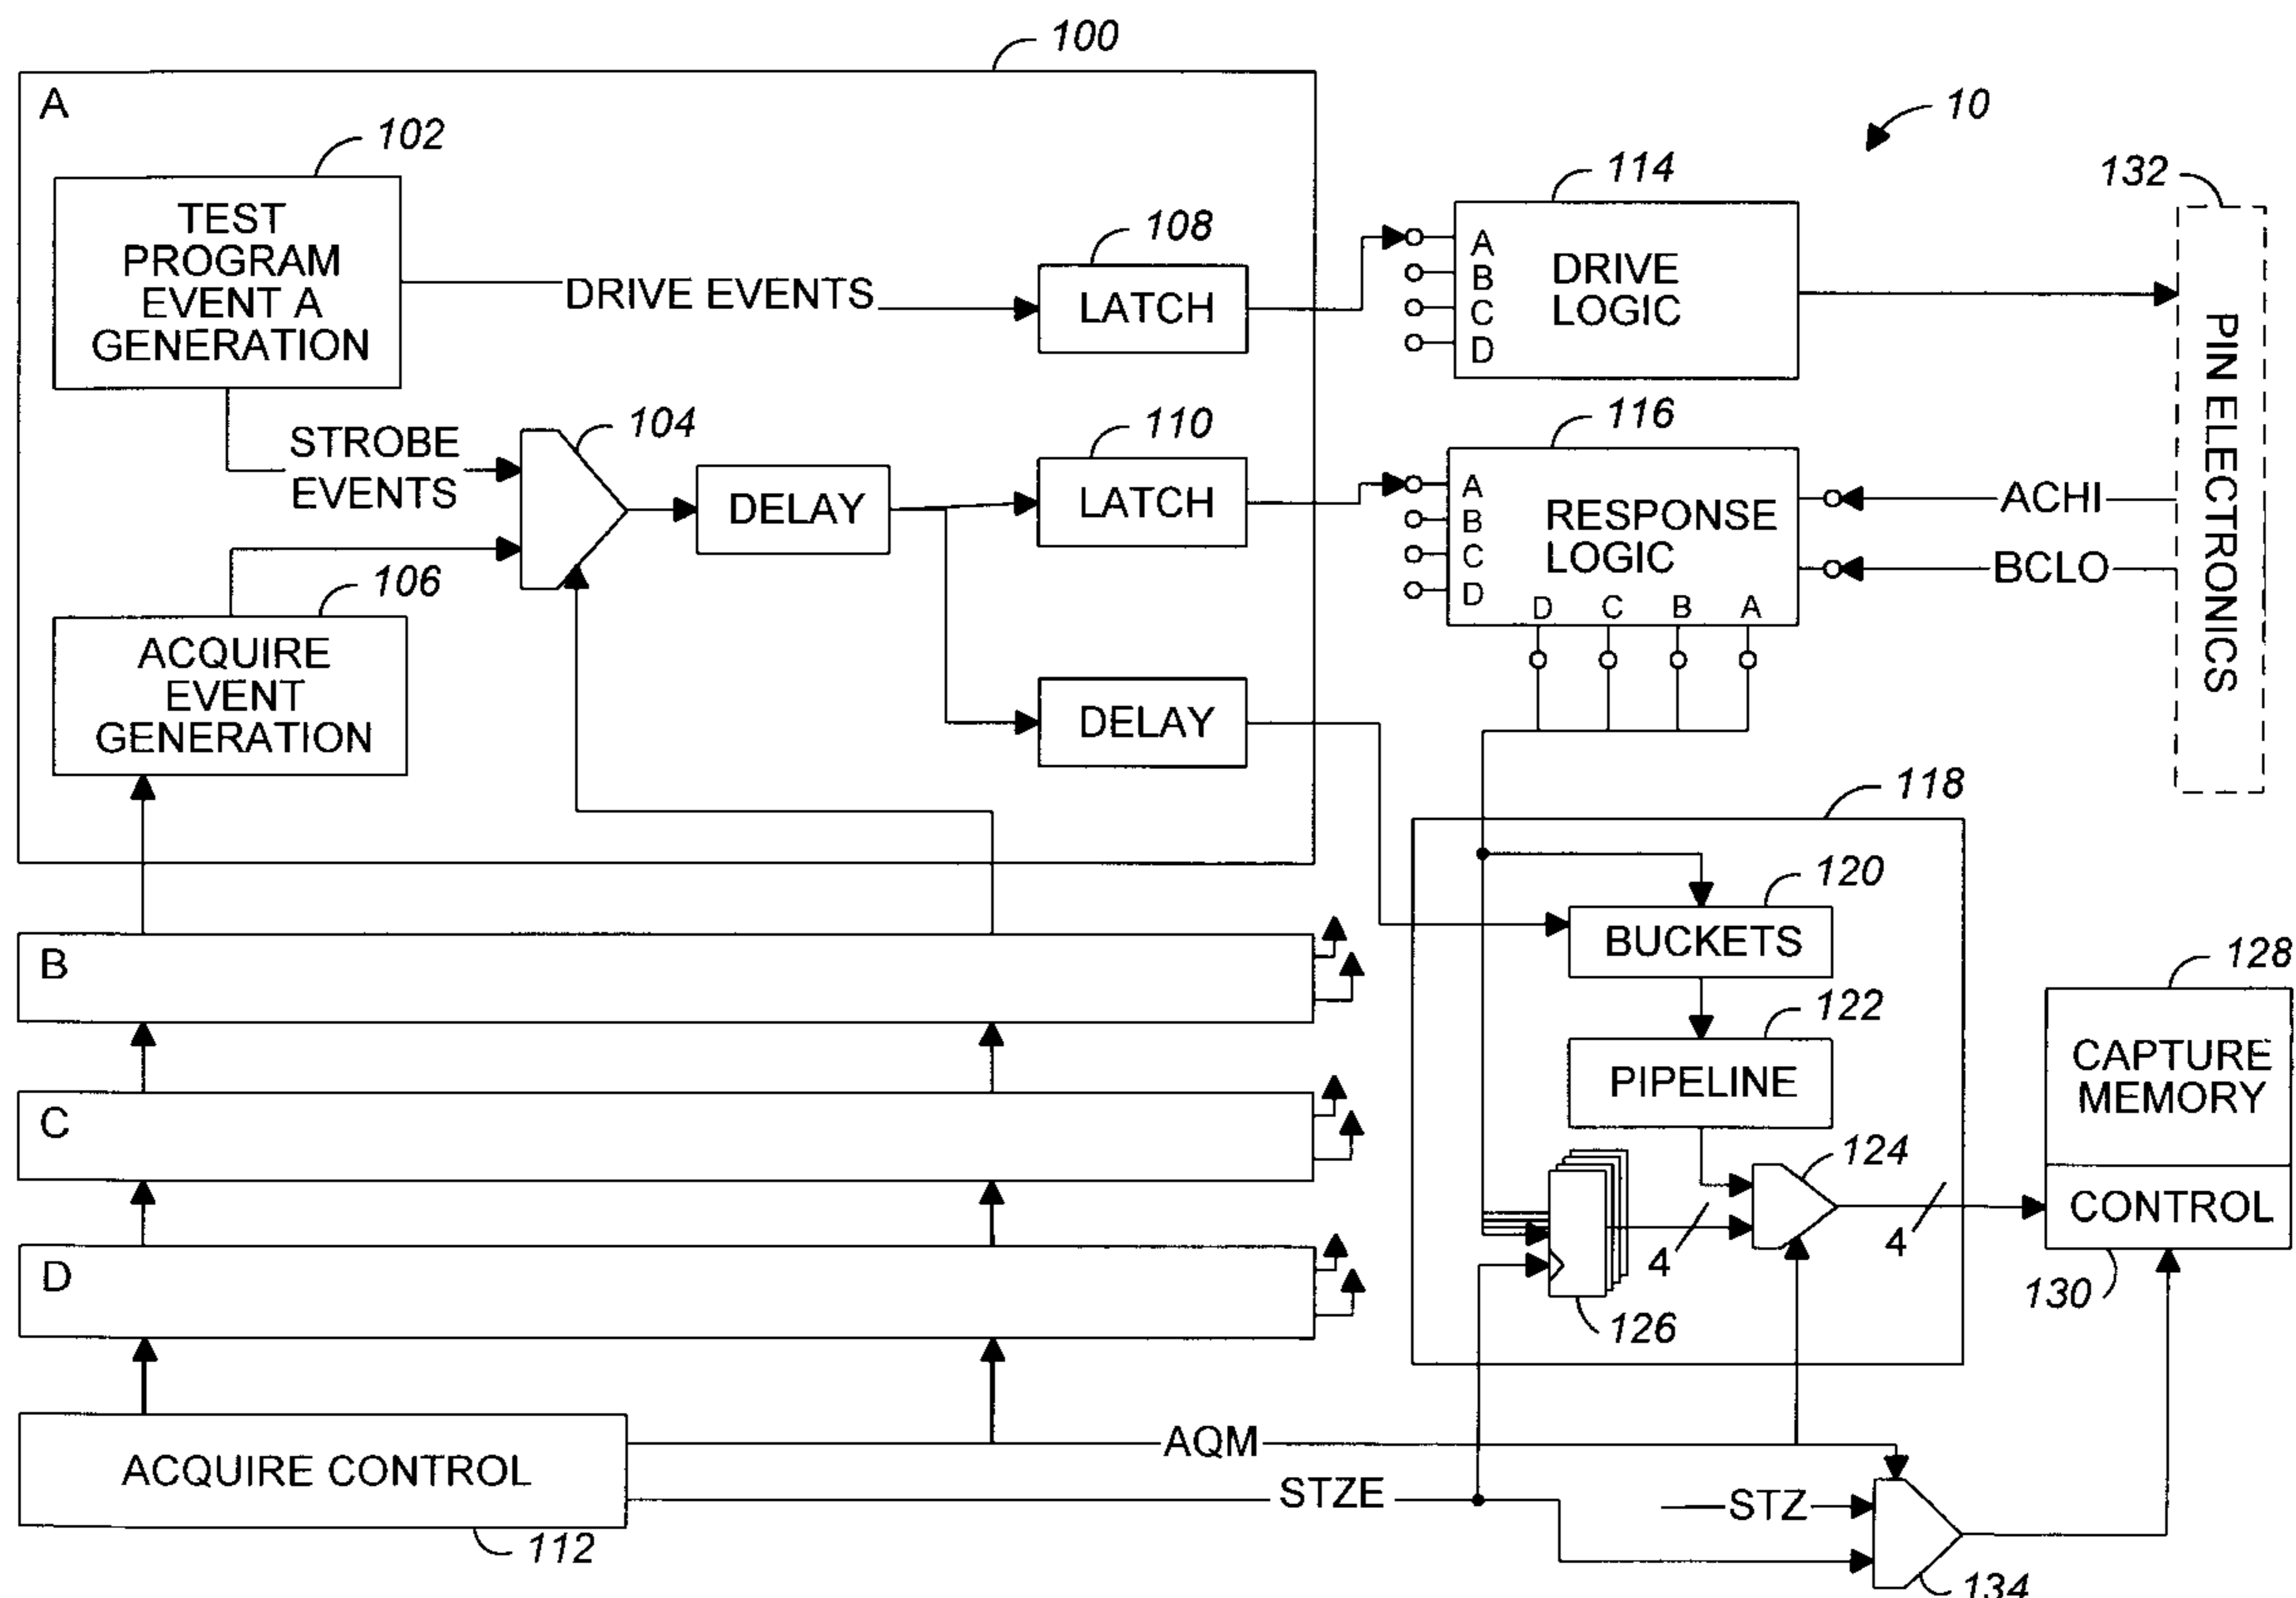 100
A
10
102
132
114
TEST
PROGRAM
EVENT A
GENERATION
108
DRIVE EVENTS
LATCH
A
B
C
D
DRIVE
LOGIC
PIN ELECTRONICS
STROBE
EVENTS
104
110
116
DELAY
LATCH
A
B
C
D
RESPONSE
LOGIC
D C B A
ACHI
BCLO
106
ACQUIRE
EVENT
GENERATION
DELAY
118
120
BUCKETS
B
128
122
PIPELINE
CAPTURE
MEMORY
C
124
CONTROL
4
4
D
130
126
AQM
ACQUIRE CONTROL
STZE
STZ
112
134